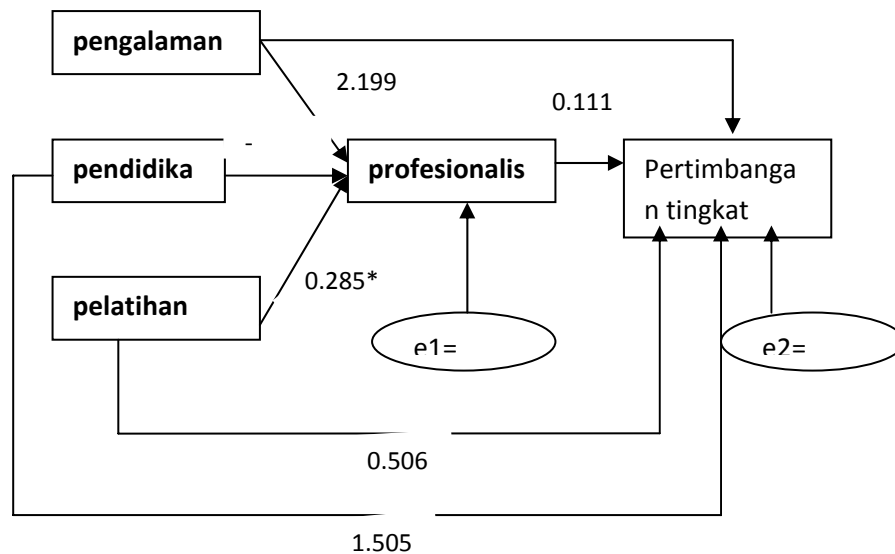 pengalaman
2.199
0.111
-
pendidika
profesionalis
Pertimbanga
n tingkat
0.285*
pelatihan
e1=
e2=
0.506
1.505